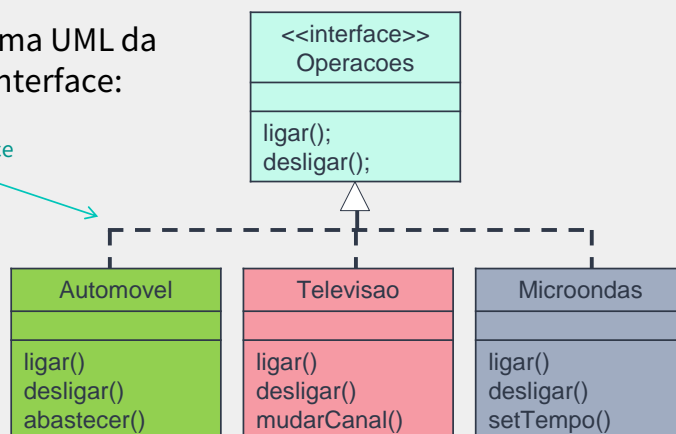 ma UML da
nterface:
<<interface>>
Operacoes
ligar();
desligar();
Automovel
ligar()
desligar()
abastecer()
Televisao
ligar()
desligar()
mudarCanal()
Microondas
ligar()
desligar()
setTempo()